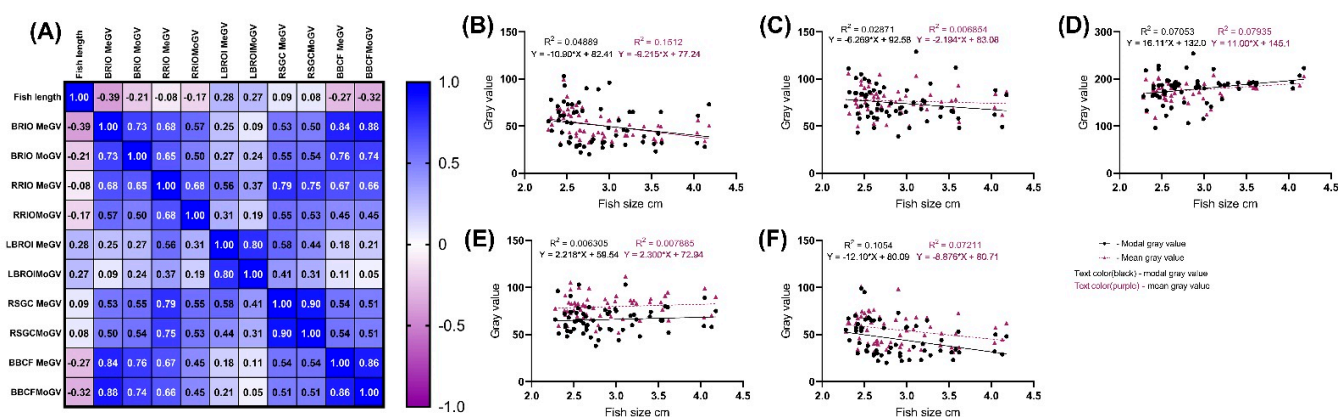 (A)
Fish length
BRIO MeGV
BRIO MoGV
RRIO MeGV
RRIOMoGV
LBROI MeGV
LBROIMoGV
RSGC MeGV
RSGCMoGV
BBCF MeGV
BBCFMoGV
Fish length 1.00 -0.39 -0.21 -0.08 -0.17 0.28 0.27 0.09 0.08 -0.27 -0.32
BRIO MeGV -0.39 1.00 0.73 0.68 0.57 0.25 0.09 0.53 0.50 0.84 0.88
BRIO MoGV -0.21 0.73 1.00 0.65 0.50 0.27 0.24 0.55 0.54 0.76 0.74
RRIO MeGV -0.08 0.68 0.65 1.00 0.68 0.56 0.37 0.79 0.75 0.67 0.66
RRIOMoGV -0.17 0.57 0.50 0.68 1.00 0.31 0.19 0.55 0.53 0.45 0.45
LBROI MeGV 0.28 0.25 0.27 0.56 0.31 1.00 0.80 0.58 0.44 0.18 0.21
LBROIMoGV 0.27 0.09 0.24 0.37 0.19 0.80 1.00 0.41 0.31 0.11 0.05
RSGC MeGV 0.09 0.53 0.55 0.79 0.55 0.58 0.41 1.00 0.90 0.54 0.51
RSGCMoGV 0.08 0.50 0.54 0.75 0.53 0.44 0.31 0.90 1.00 0.54 0.51
BBCF MeGV -0.27 0.84 0.76 0.67 0.45 0.18 0.11 0.54 0.54 1.00 0.86
BBCFMoGV -0.32 0.88 0.74 0.66 0.45 0.21 0.05 0.51 0.51 0.86 1.00
1.0
0.5
0
-0.5
-1.0
(B)
R2 = 0.04889 R2 = 0.1512
Y = -10.90*X + 82.41 Y = -9.215*X + 77.24
Gray value
150
100
50
0
2.0 2.5 3.0 3.5 4.0 4.5
Fish size cm
(C)
R2 = 0.02871 R2 = 0.006854
Y = -6.269*X + 92.58 Y = -2.194*X + 83.08
Gray value
150
100
50
0
2.0 2.5 3.0 3.5 4.0 4.5
Fish size cm
(D)
R2 = 0.07053 R2 = 0.07935
Y = 16.11*X + 132.0 Y = 11.00*X + 145.1
Gray value
300
200
100
0
2.0 2.5 3.0 3.5 4.0 4.5
Fish size cm
(E)
R2 = 0.006305 R2 = 0.007885
Y = 2.218*X + 59.54 Y = 2.300*X + 72.94
Gray value
150
100
50
0
2.0 2.5 3.0 3.5 4.0 4.5
Fish size cm
(F)
R2 = 0.1054 R2 = 0.07211
Y = -12.10*X + 80.09 Y = -8.876*X + 80.71
Gray value
150
100
50
0
2.0 2.5 3.0 3.5 4.0 4.5
Fish size cm
- Modal gray value
- Mean gray value
Text color(black) - modal gray value
Text color(purple) - mean gray value